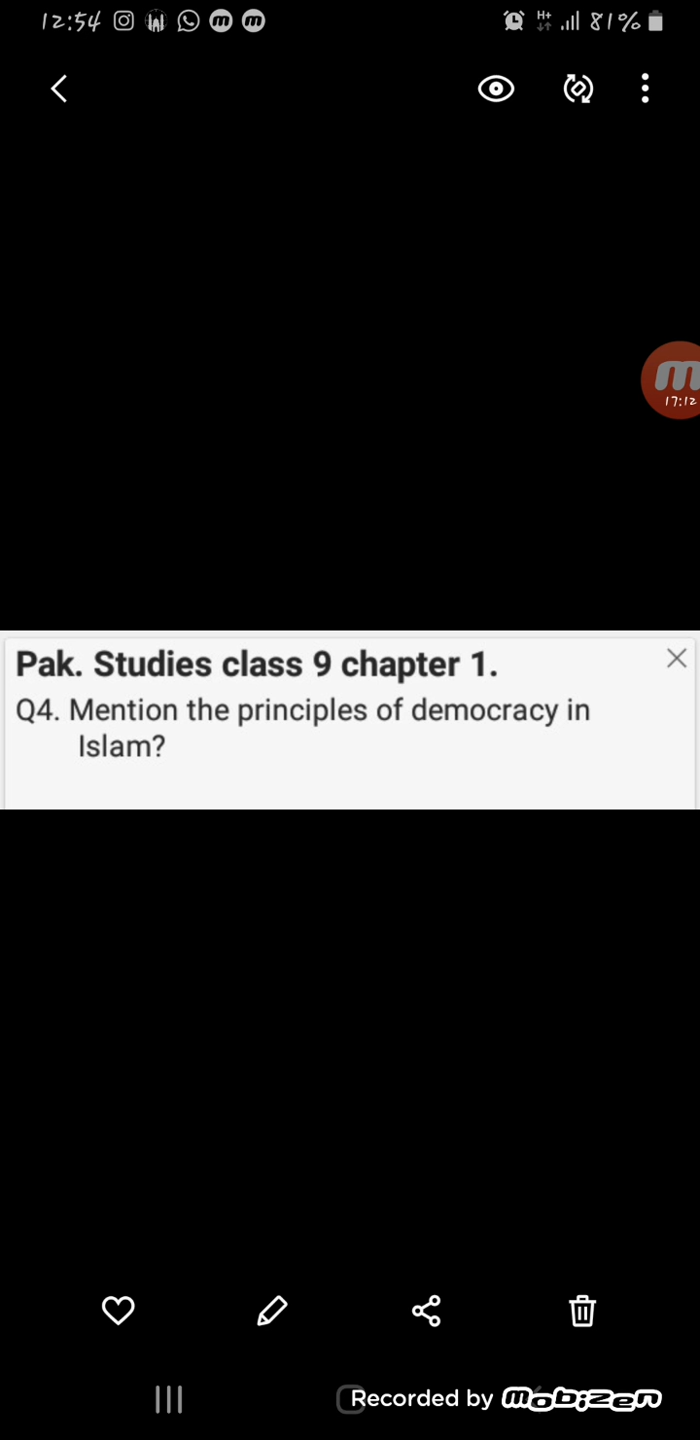 12:54
H+
81%
m
17:12
Pak. Studies class 9 chapter 1.
Q4. Mention the principles of democracy in
Islam?
Recorded by mobizen